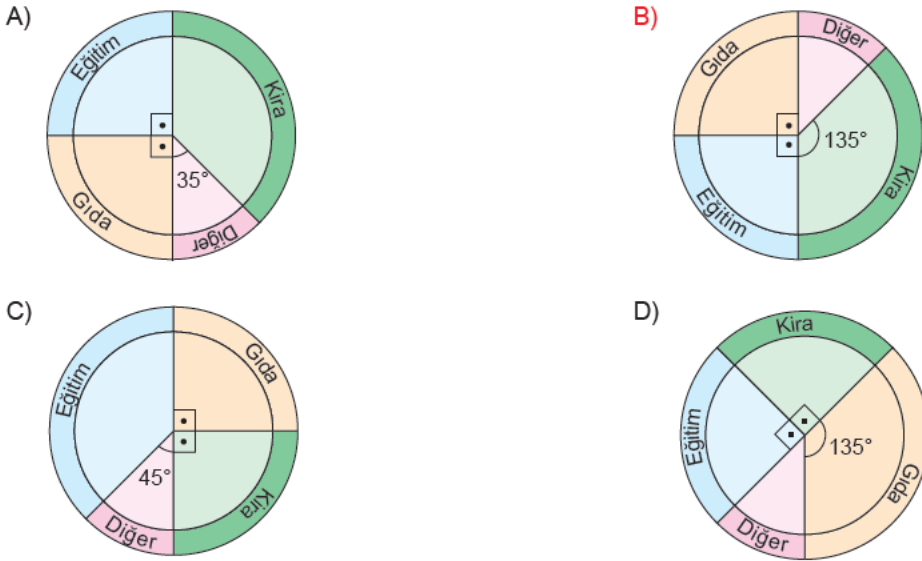 A)
Eğitim
Kira
35°
Gıda
Diğer
B)
Gıda
Diğer
135°
Eğitim
Kira
C)
Eğitim
Gıda
45°
Diğer
Kira
D)
Kira
Eğitim
135°
Gıda
Diğer